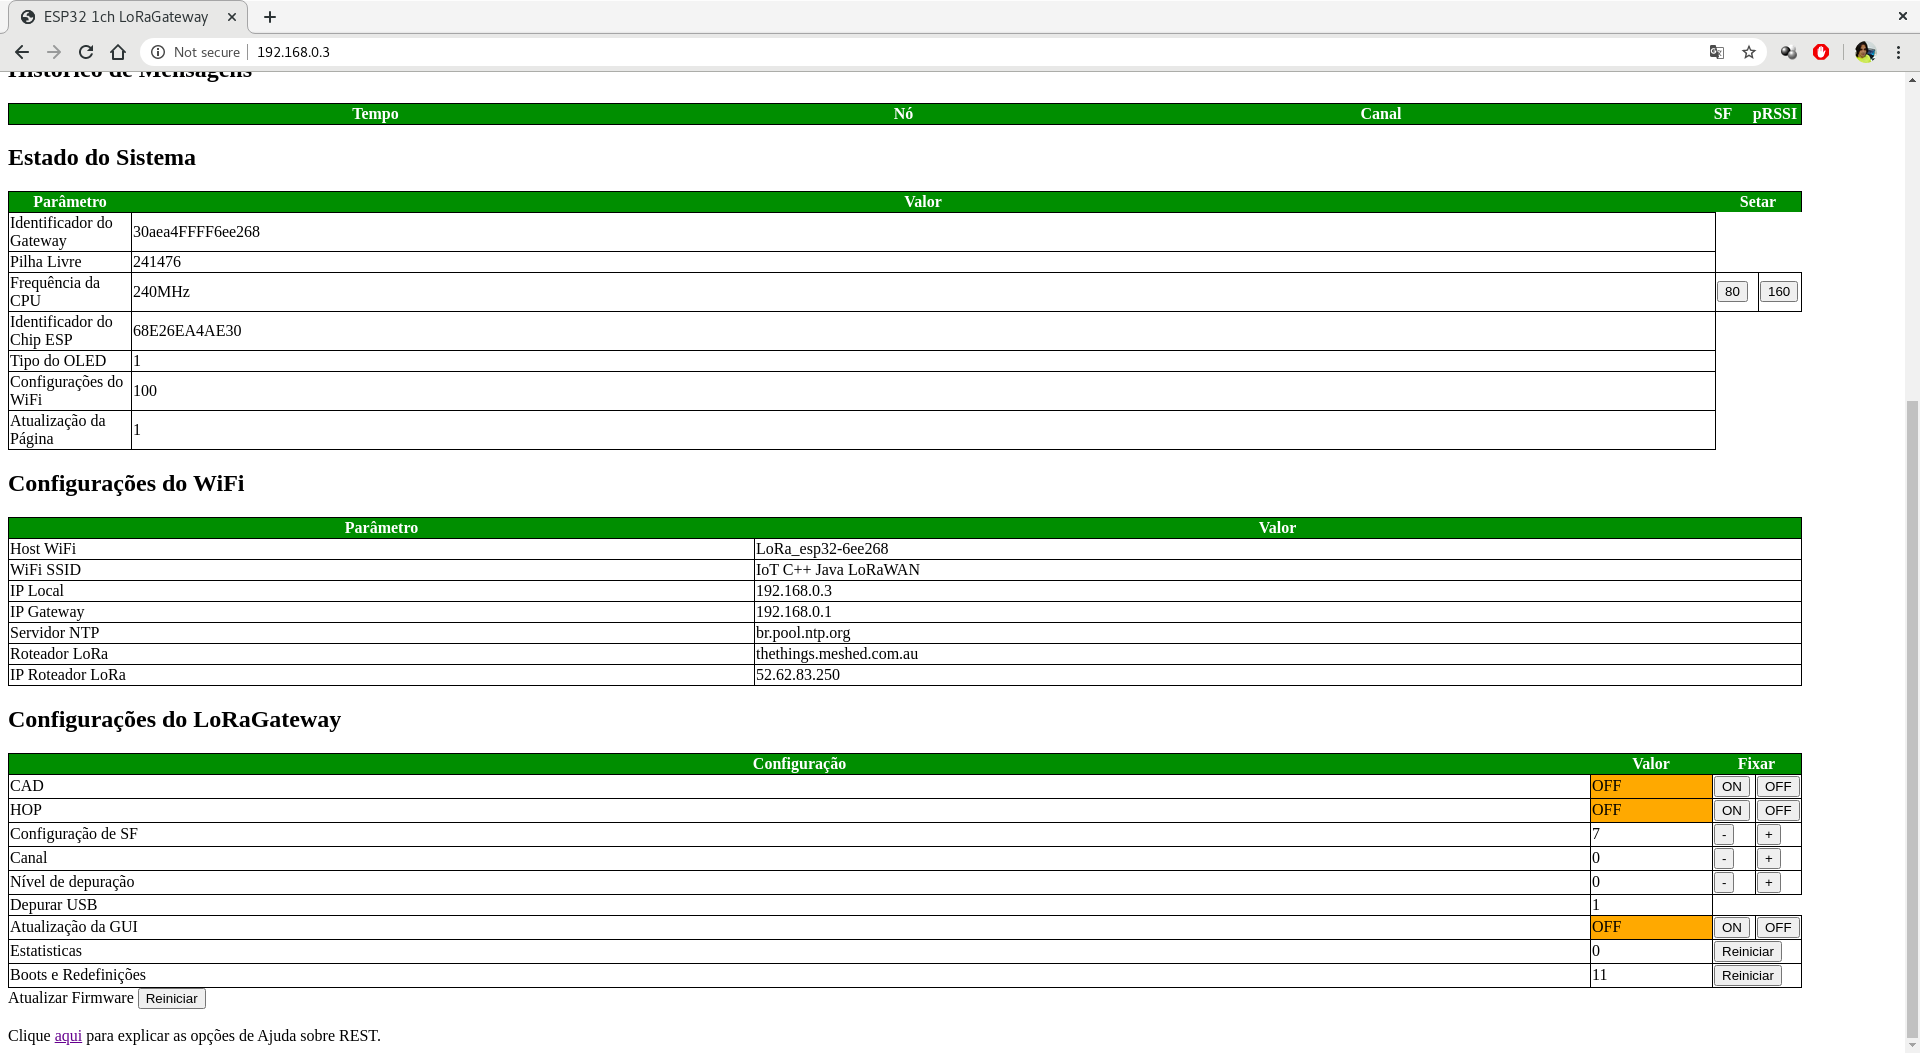 ESP32 1ch LoRaGateway
Not secure 192.168.0.3
Histórico de Mensagens
Tempo Nó Canal SF pRSSI
Estado do Sistema
Parâmetro Valor Setar
Identificador do
Gateway
30aea4FFFF6ee268
Pilha Livre 241476
Frequência da
CPU
240MHz 80 160
Identificador do
Chip ESP
68E26EA4AE30
Tipo do OLED 1
Configurações do
WiFi
100
Atualização da
Página
1
Configurações do WiFi
Parâmetro Valor
Host WiFi LoRa_esp32-6ee268
WiFi SSID IoT C++ Java LoRaWAN
IP Local 192.168.0.3
IP Gateway 192.168.0.1
Servidor NTP br.pool.ntp.org
Roteador LoRa thethings.meshed.com.au
IP Roteador LoRa 52.62.83.250
Configurações do LoRaGateway
Configuração Valor Fixar
CAD OFF ON OFF
HOP OFF ON OFF
Configuração de SF 7 - +
Canal 0 - +
Nível de depuração 0 - +
Depurar USB 1
Atualização da GUI OFF ON OFF
Estatisticas 0 Reiniciar
Boots e Redefinições 11 Reiniciar
Atualizar Firmware Reiniciar
Clique aqui para explicar as opções de Ajuda sobre REST.